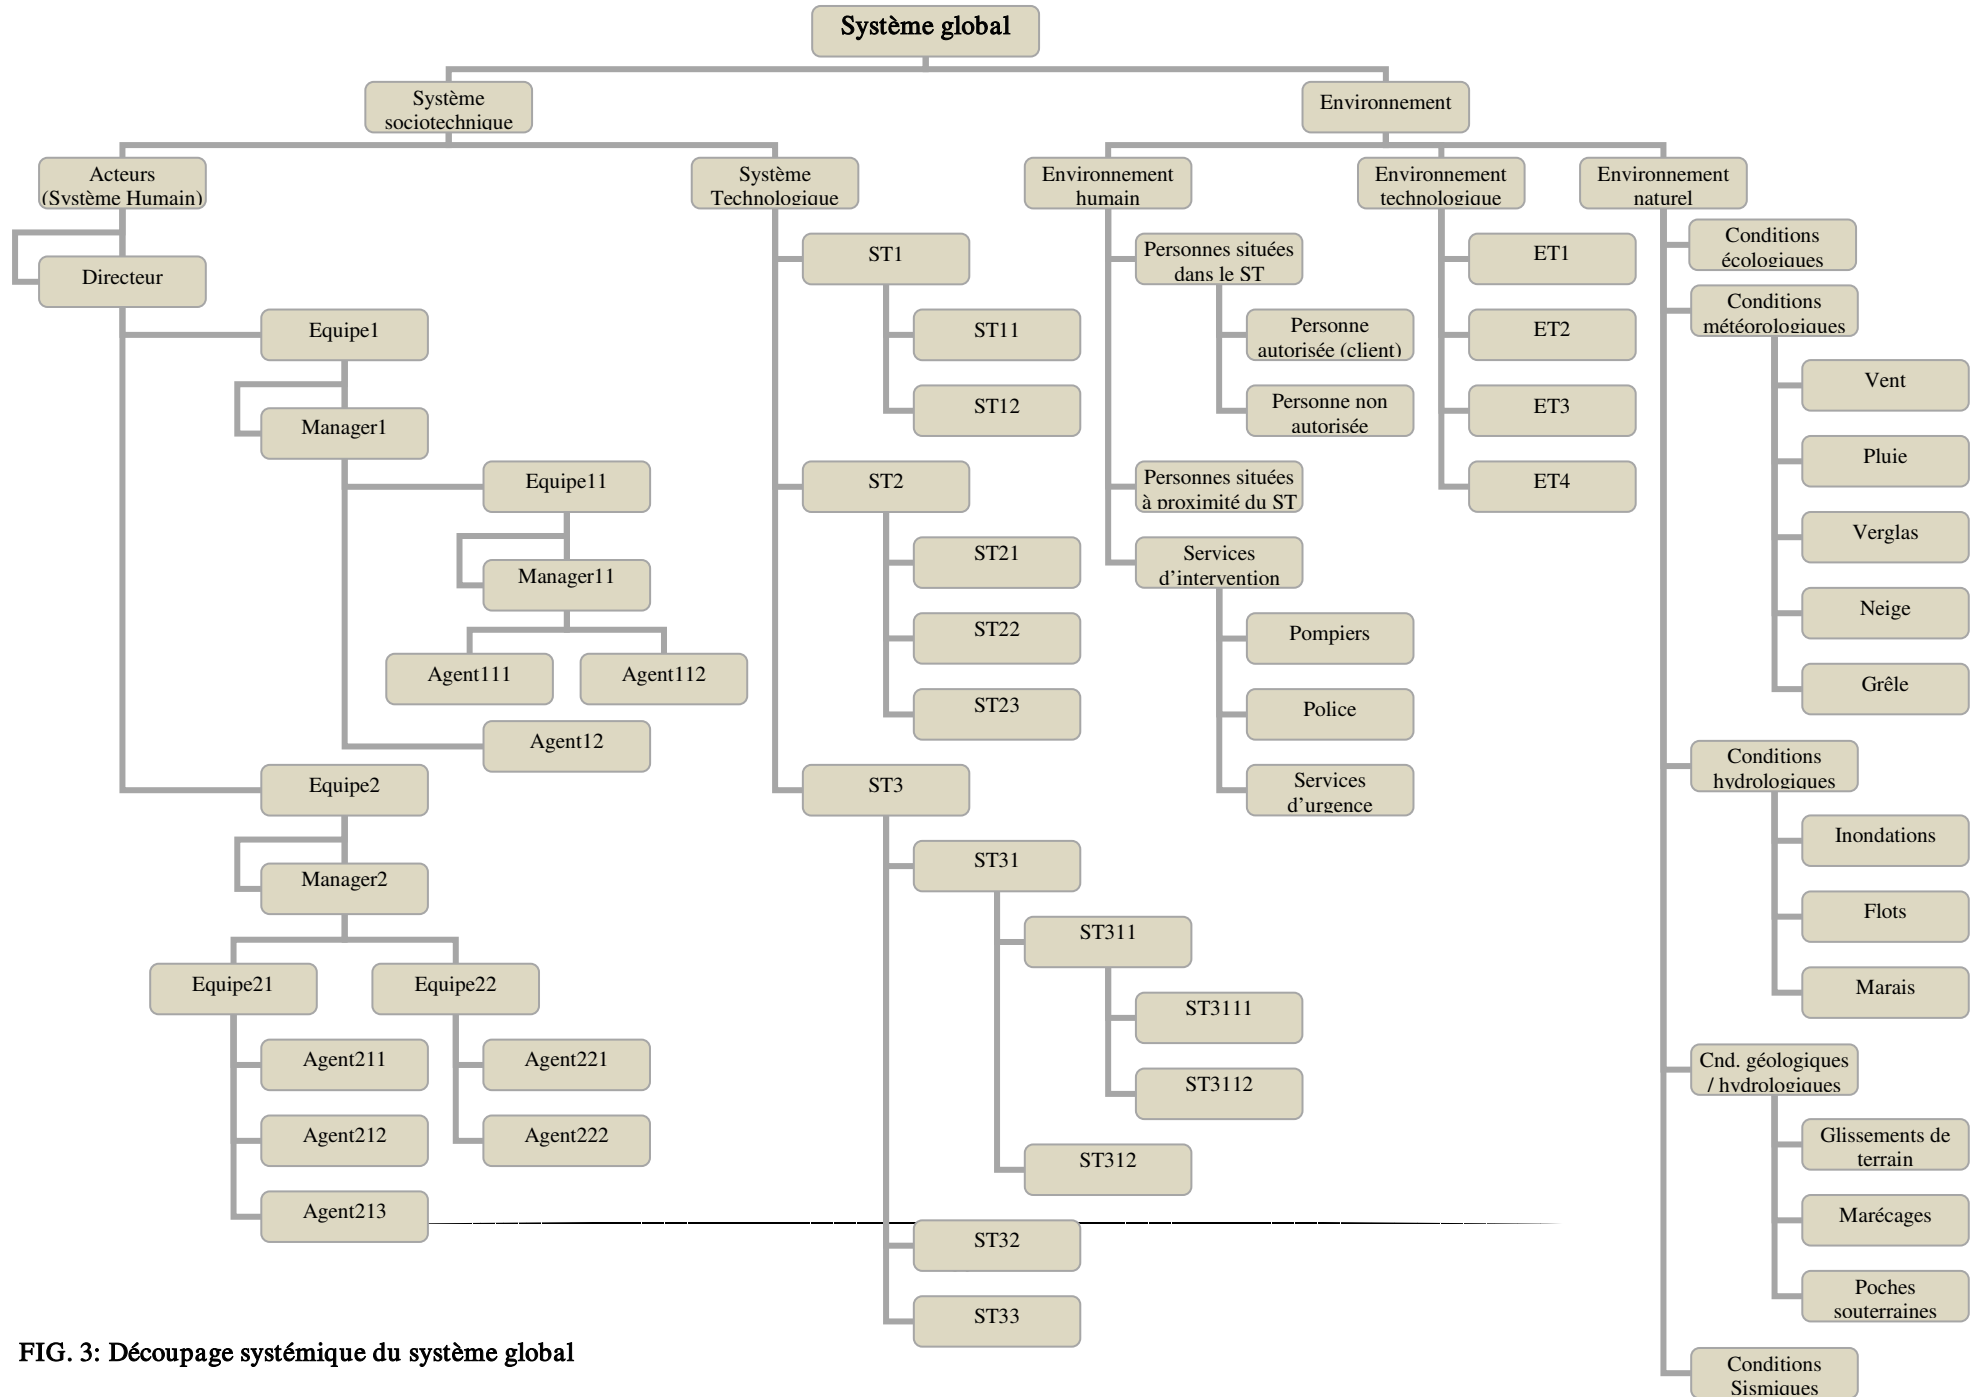 Système global
Système
sociotechnique
Environnement
Acteurs
(Système Humain)
Système
Technologique
Environnement
humain
Environnement
technologique
Environnement
naturel
Directeur
Equipe1
Manager1
Equipe11
Manager11
Agent111
Agent112
Agent12
Equipe2
Manager2
Equipe21
Equipe22
Agent211
Agent212
Agent213
Agent221
Agent222
ST1
ST11
ST12
ST2
ST21
ST22
ST23
ST3
ST31
ST311
ST3111
ST3112
ST312
ST32
ST33
Personnes situées
dans le ST
Personne
autorisée (client)
Personne non
autorisée
Personnes situées
à proximité du ST
Services
d’intervention
Pompiers
Police
Services
d’urgence
ET1
ET2
ET3
ET4
Conditions
écologiques
Conditions
météorologiques
Vent
Pluie
Verglas
Neige
Grêle
Conditions
hydrologiques
Inondations
Flots
Marais
Cnd. géologiques
/ hydrologiques
Glissements de
terrain
Marécages
Poches
souterraines
Conditions
Sismiques
FIG. 3: Découpage systémique du système global